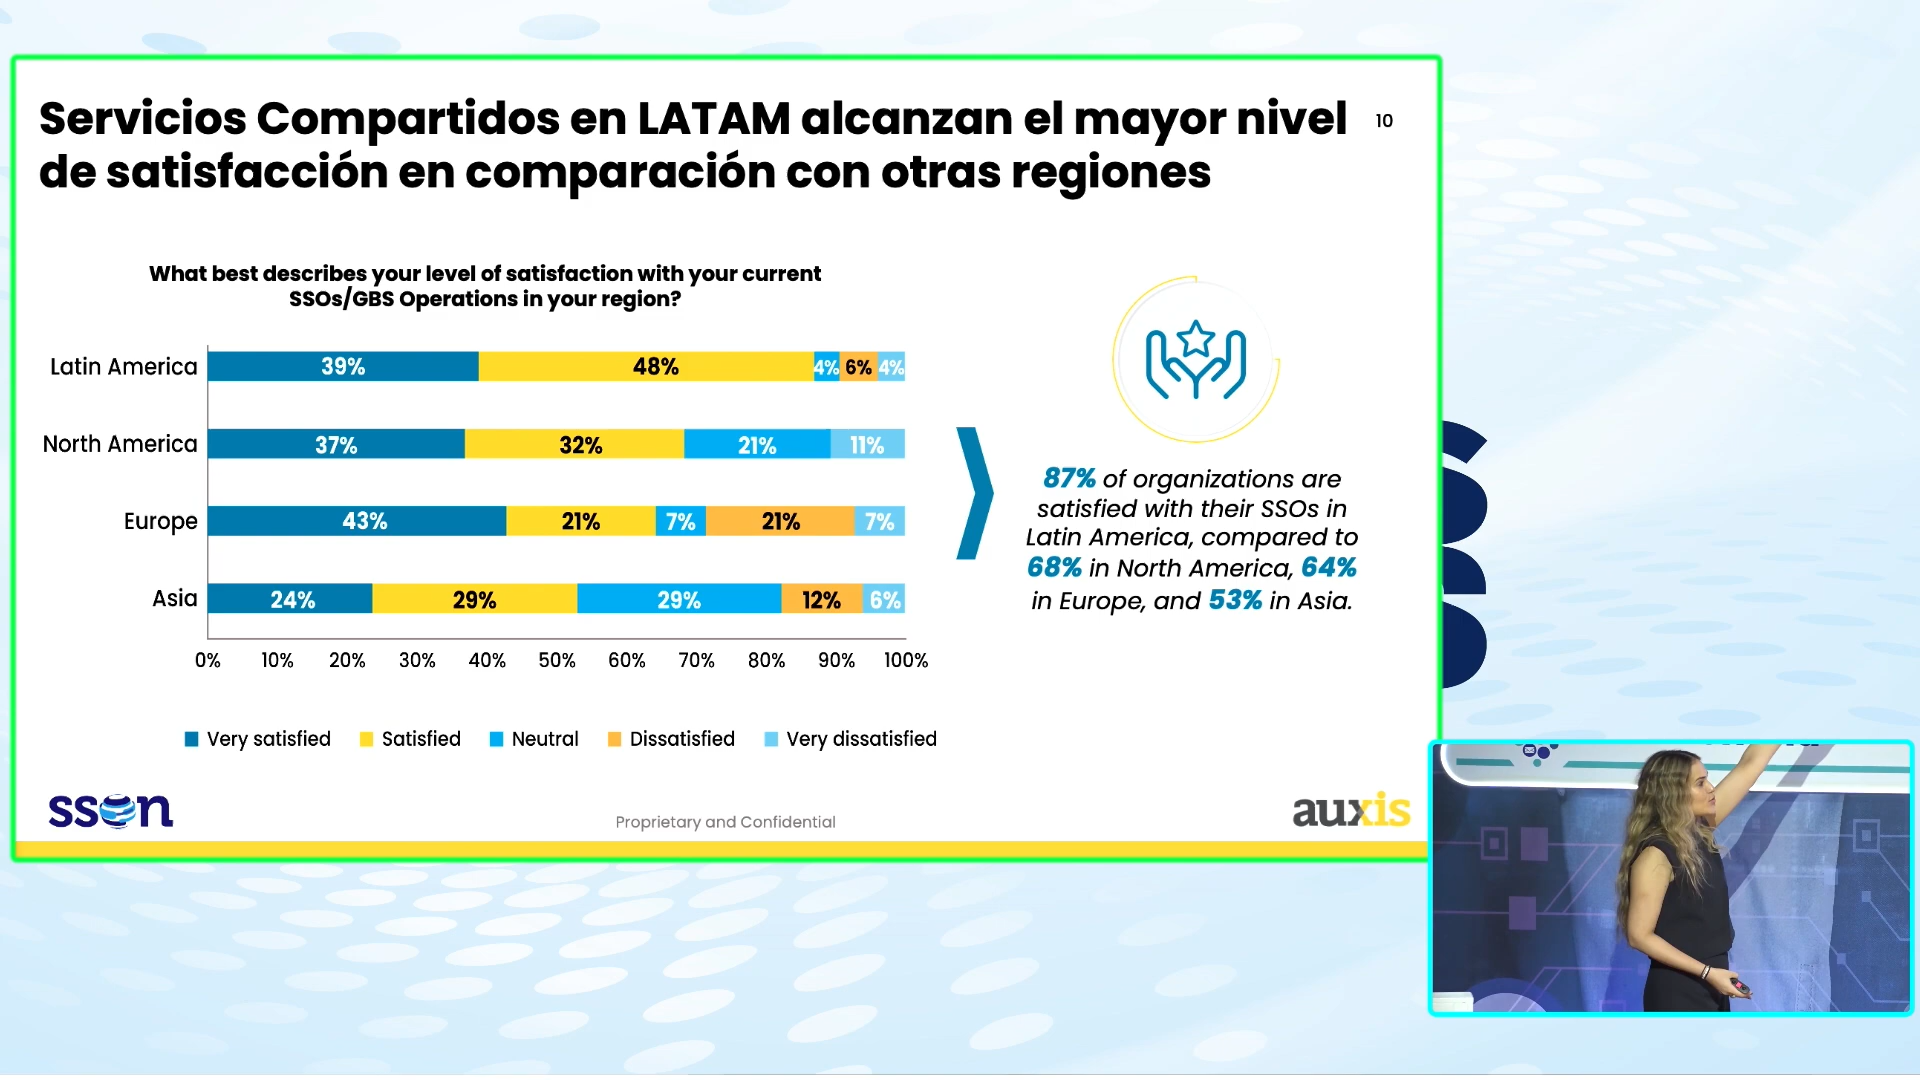 Servicios Compartidos en LATAM alcanzan el mayor nivel
de satisfacción en comparación con otras regiones
10
What best describes your level of satisfaction with your current
SSOs/GBS Operations in your region?
Latin America 39% 48% 4% 6% 4%
North America 37% 32% 21% 11%
Europe 43% 21% 7% 21% 7%
Asia 24% 29% 29% 12% 6%
0% 10% 20% 30% 40% 50% 60% 70% 80% 90% 100%
Very satisfied Satisfied Neutral Dissatisfied Very dissatisfied
87% of organizations are
satisfied with their SSOs in
Latin America, compared to
68% in North America, 64%
in Europe, and 53% in Asia.
sson
Proprietary and Confidential
auxis